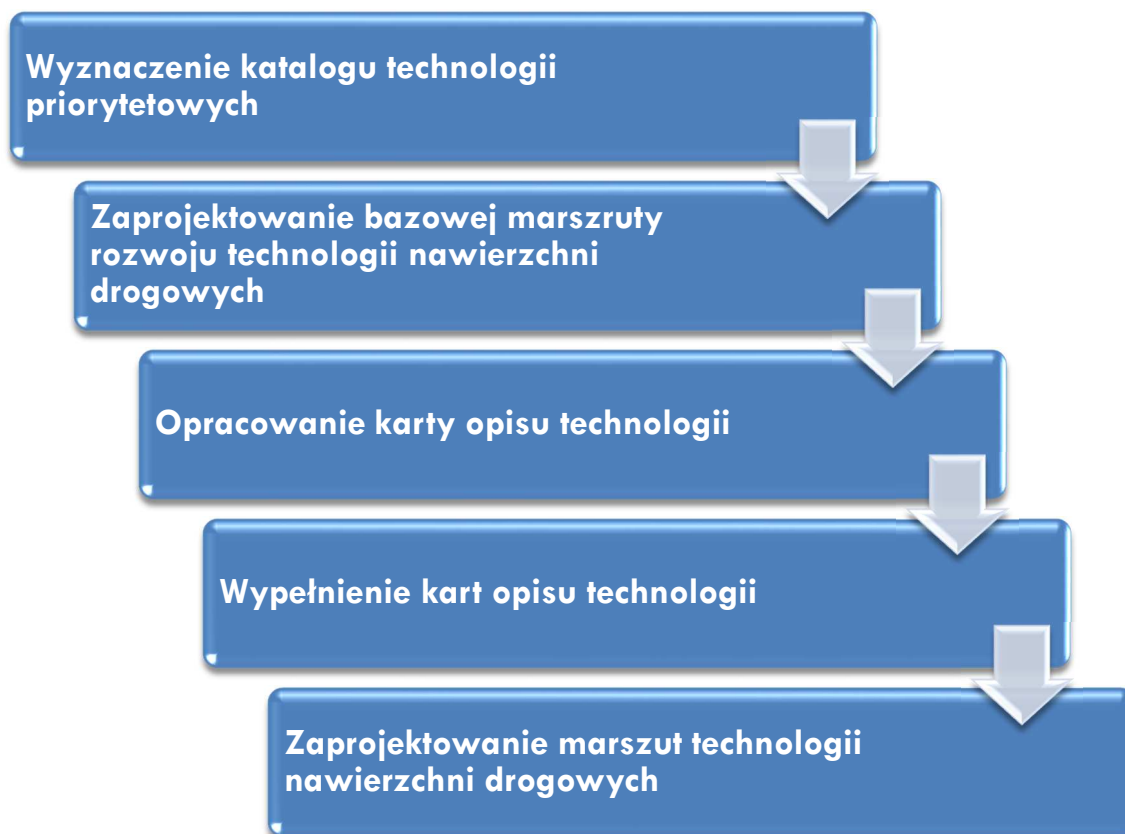 Wyznaczenie katalogu technologii
priorytetowych
Zaprojektowanie bazowej marszruty
rozwoju technologii nawierzchni
drogowych
Opracowanie karty opisu technologii
Wypełnienie kart opisu technologii
Zaprojektowanie marszut technologii
nawierzchni drogowych